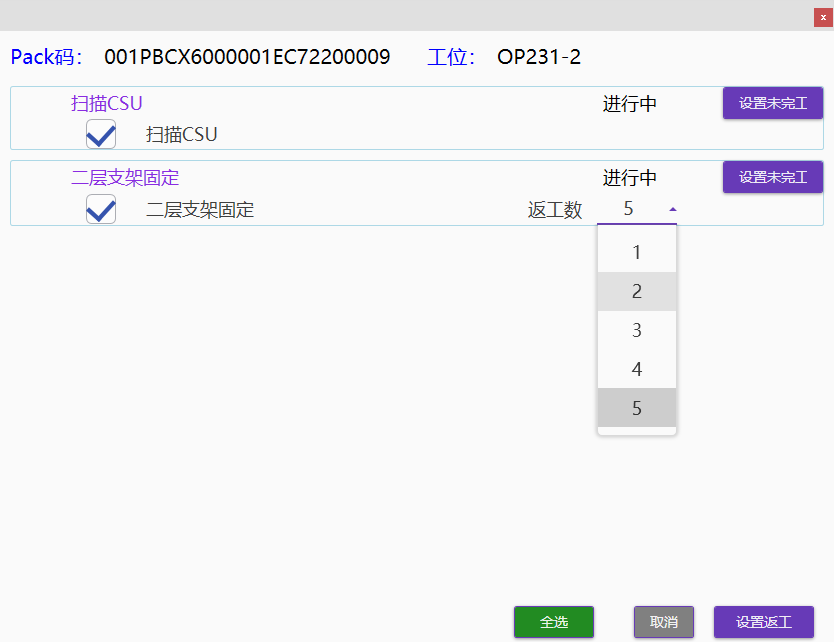 Pack码： 001PBCX6000001EC72200009 工位： OP231-2
扫描CSU 进行中 设置未完工
扫描CSU
二层支架固定 进行中 设置未完工
二层支架固定 返工数 5
1
2
3
4
5
全选 取消 设置返工